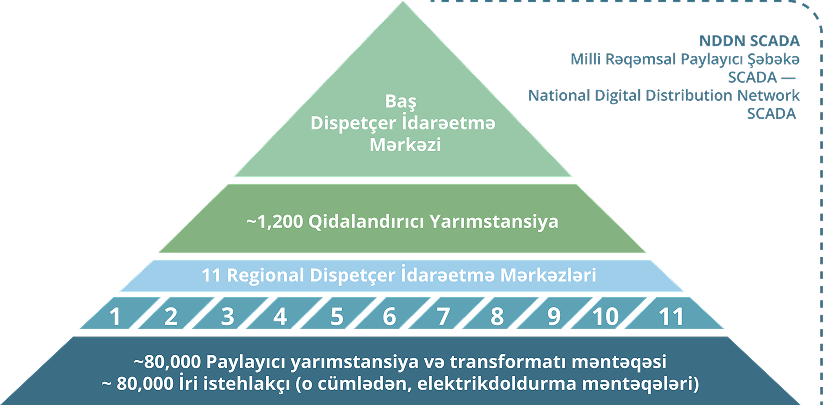 NDDN SCADA
Milli Rəqəmsal Paylayıcı Şəbəkə
SCADA —
National Digital Distribution Network
SCADA
Baş
Dispetçer İdarəetmə
Mərkəzi
~1,200 Qidalandırıcı Yarımstansiya
11 Regional Dispetçer İdarəetmə Mərkəzləri
1 2 3 4 5 6 7 8 9 10 11
~80,000 Paylayıcı yarımstansiya və transformatı məntəqəsi
~ 80,000 İri istehlakçı (o cümlədən, elektrikdoldurma məntəqələri)